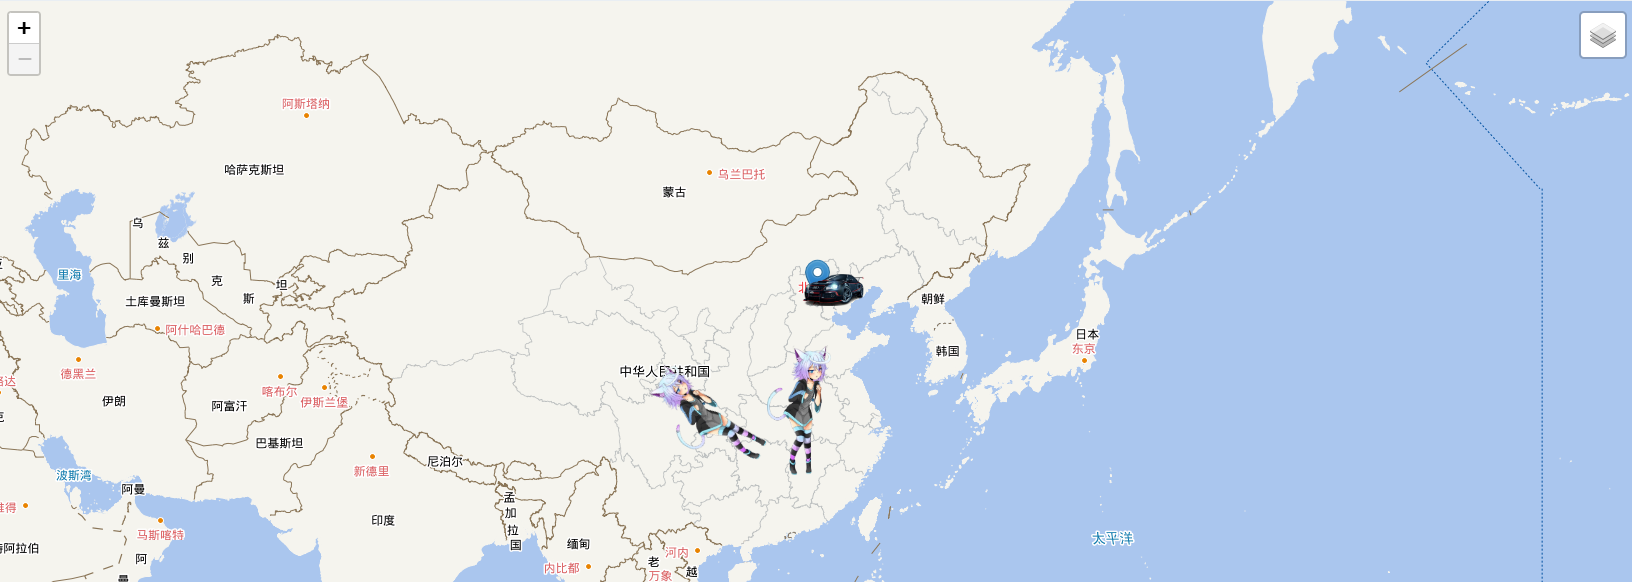 +
−
阿斯塔纳
哈萨克斯坦
乌兰巴托
蒙古
乌
兹
别
克
斯
坦
里海
土库曼斯坦
阿什哈巴德
北
朝鲜
韩国
日本
东京
德黑兰
伊朗
喀布尔
伊斯兰堡
阿富汗
巴基斯坦
中华人民共和国
新德里
尼泊尔
波斯湾
阿曼
马斯喀特
阿
曼
印度
孟
加
拉
国
缅甸
内比都
河内
老
万象
越
太平洋